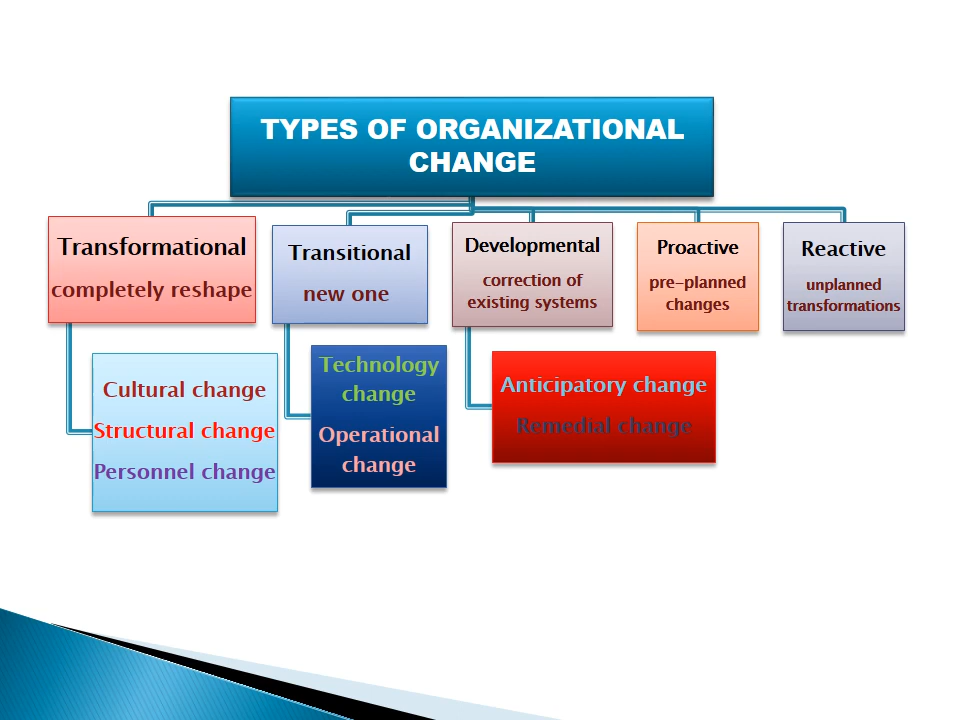 TYPES OF ORGANIZATIONAL
CHANGE
Transformational
completely reshape
Transitional
new one
Developmental
correction of
existing systems
Proactive
pre-planned
changes
Reactive
unplanned
transformations
Cultural change
Structural change
Personnel change
Technology
change
Operational
change
Anticipatory change
Remedial change